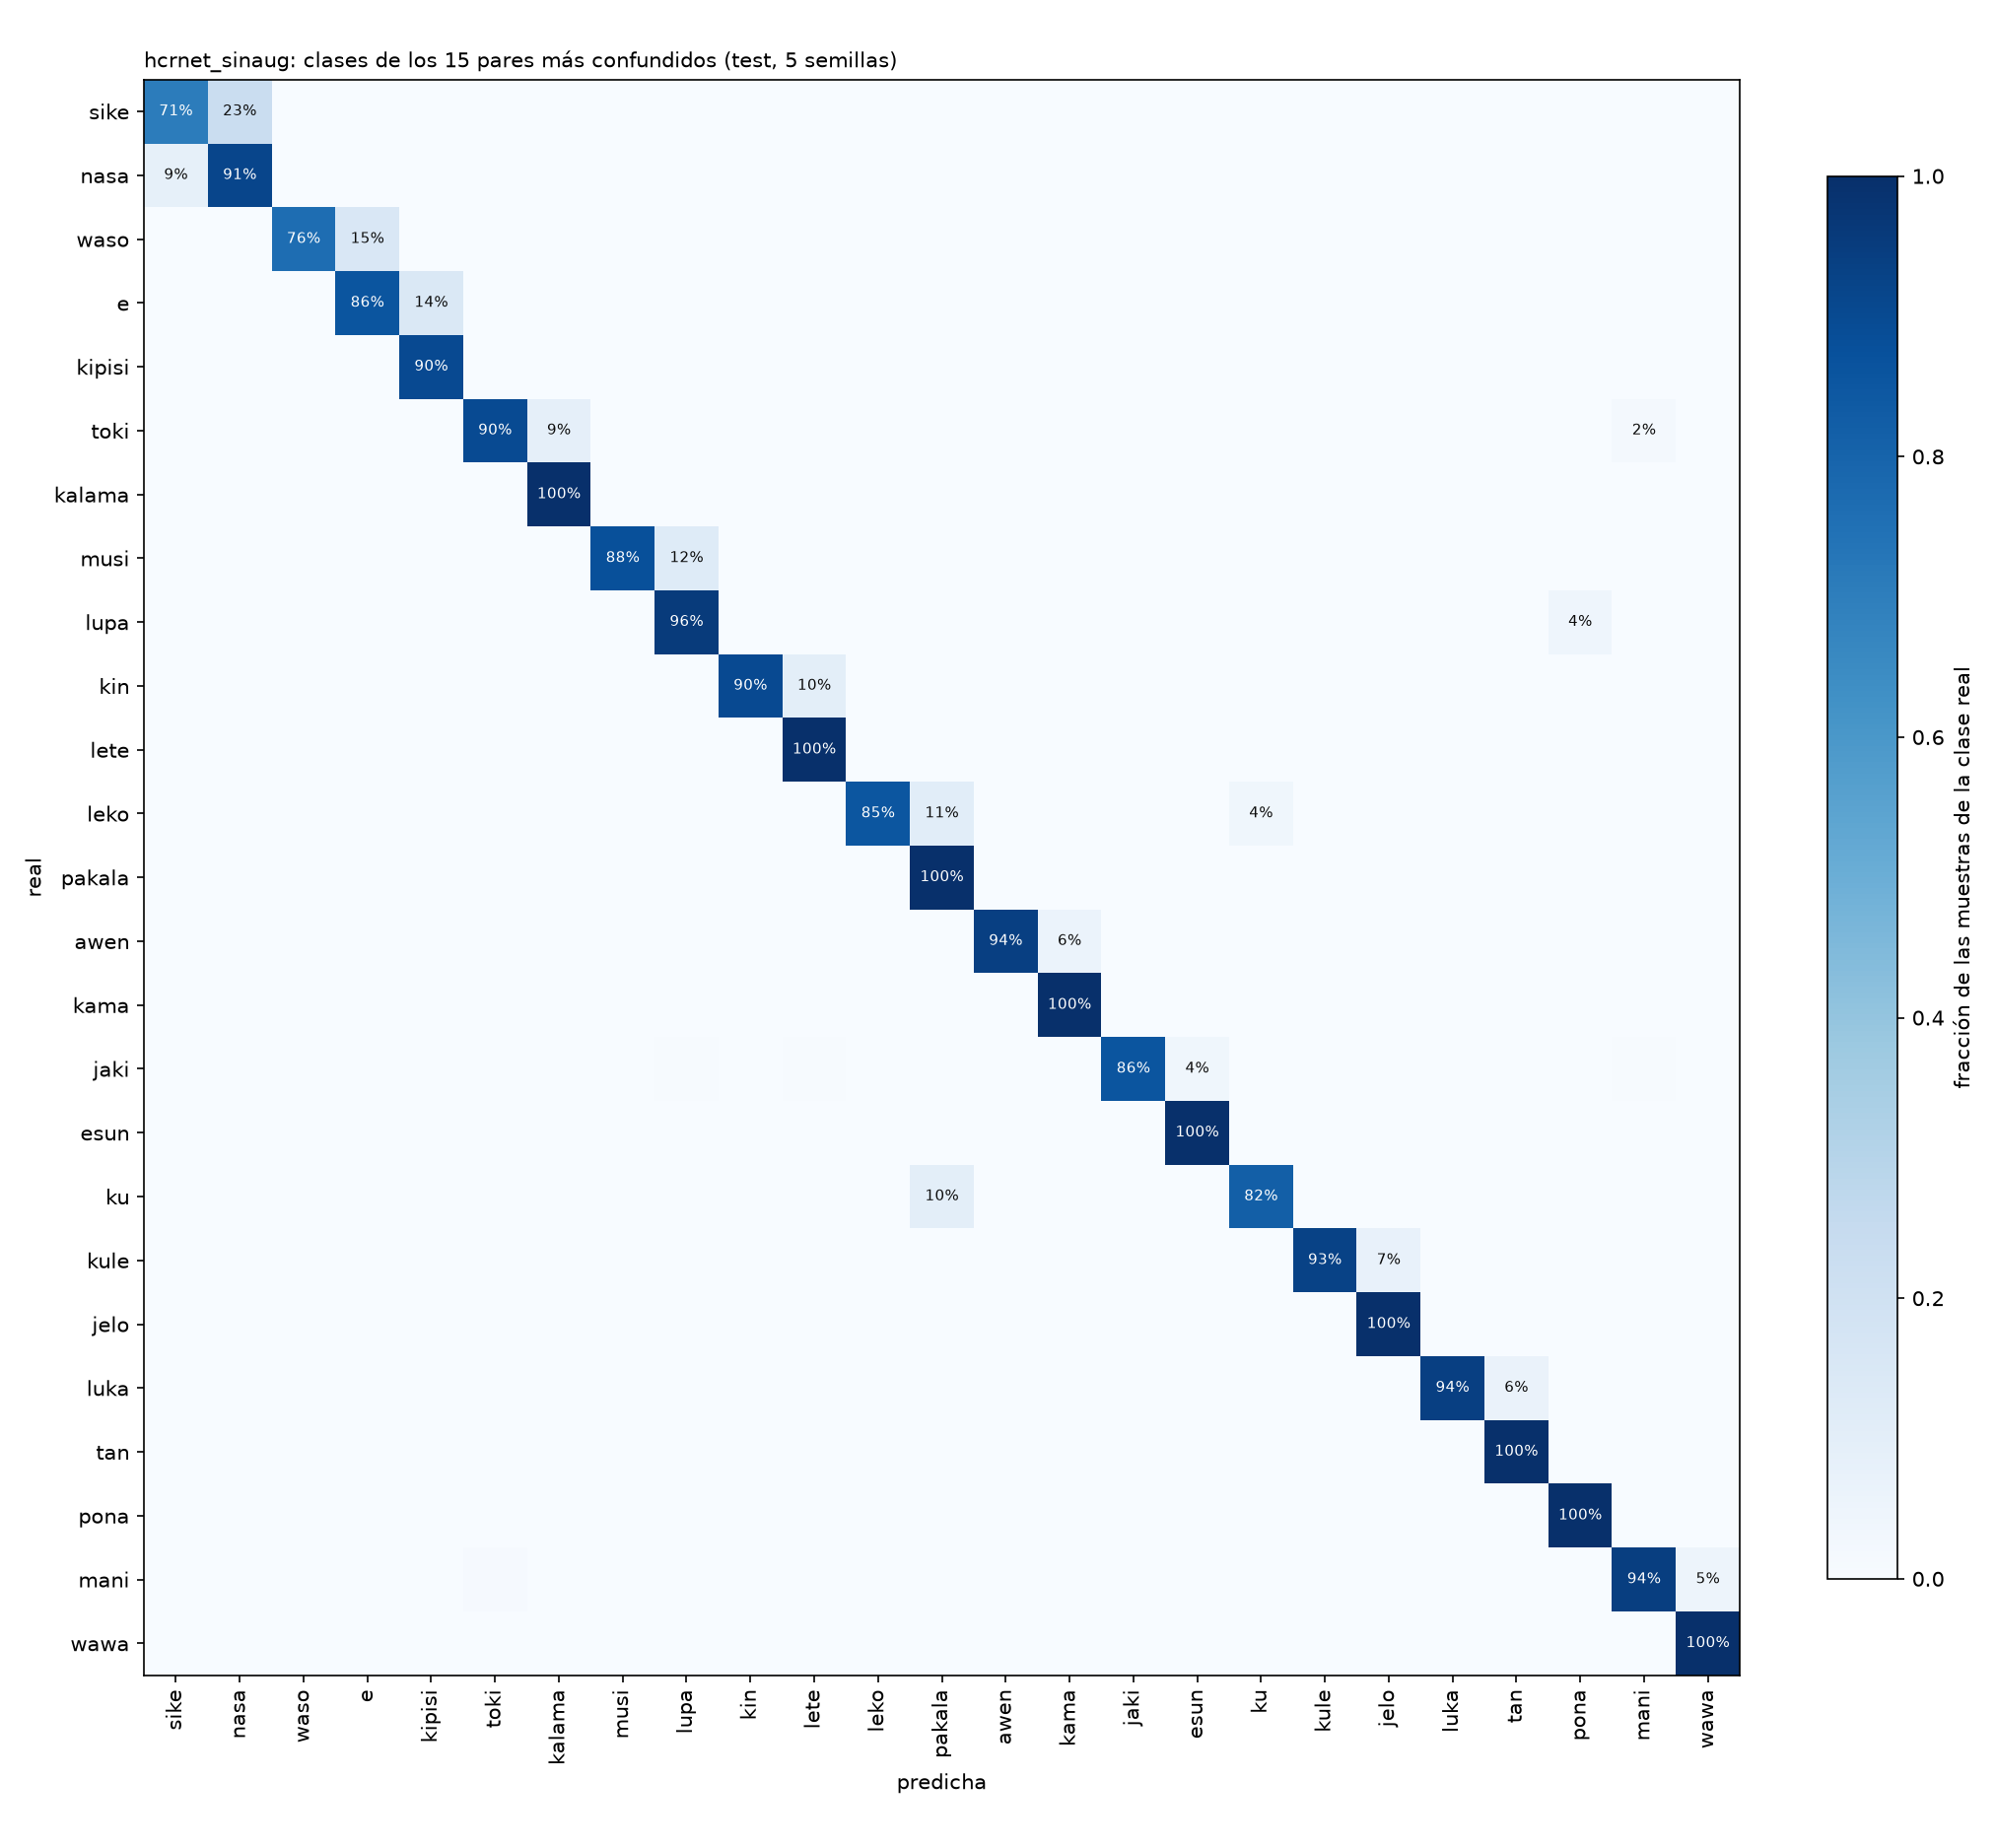 hcrnet_sinaug: clases de los 15 pares más confundidos (test, 5 semillas)
sike 71% 23%
nasa 9% 91%
waso 76% 15%
e 86% 14%
kipisi 90%
toki 90% 9% 2%
kalama 100%
musi 88% 12%
lupa 96% 4%
kin 90% 10%
lete 100%
leko 85% 11% 4%
pakala 100%
awen 94% 6%
kama 100%
jaki 86% 4%
esun 100%
ku 10% 82%
kule 93% 7%
jelo 100%
luka 94% 6%
tan 100%
pona 100%
mani 94% 5%
wawa 100%
real
sike nasa waso e kipisi toki kalama musi lupa kin lete leko pakala awen kama jaki esun ku kule jelo luka tan pona mani wawa
predicha
1.0
0.8
0.6
0.4
0.2
0.0
fracción de las muestras de la clase real